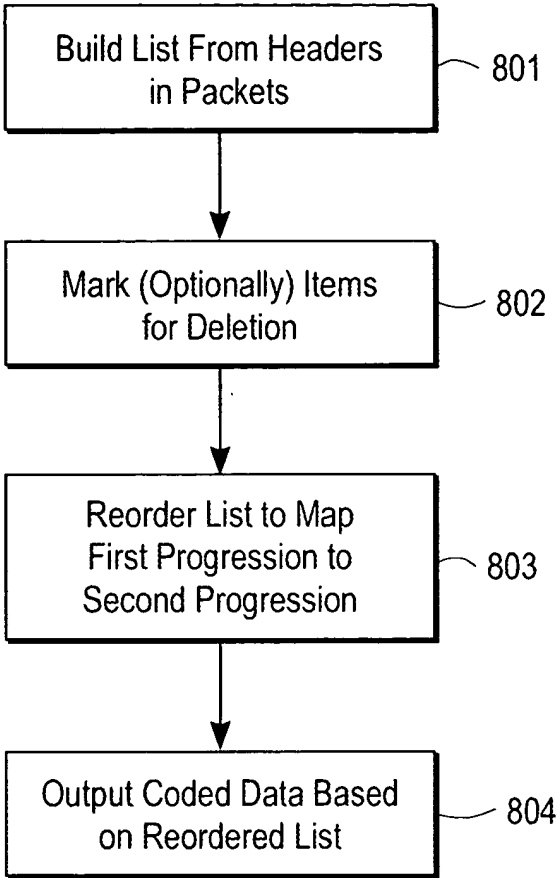 Build List From Headers
in Packets
801
Mark (Optionally) Items
for Deletion
802
Reorder List to Map
First Progression to
Second Progression
803
Output Coded Data Based
on Reordered List
804